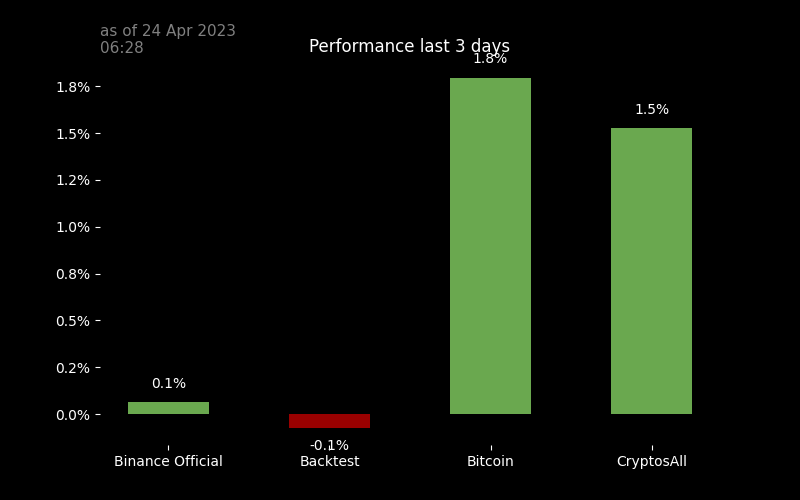 as of 24 Apr 2023
06:28
Performance last 3 days
1.8%
1.8%
1.5%
1.5%
1.2%
1.0%
0.8%
0.5%
0.2%
0.1%
0.0%
-0.1%
Binance Official
Backtest
Bitcoin
CryptosAll